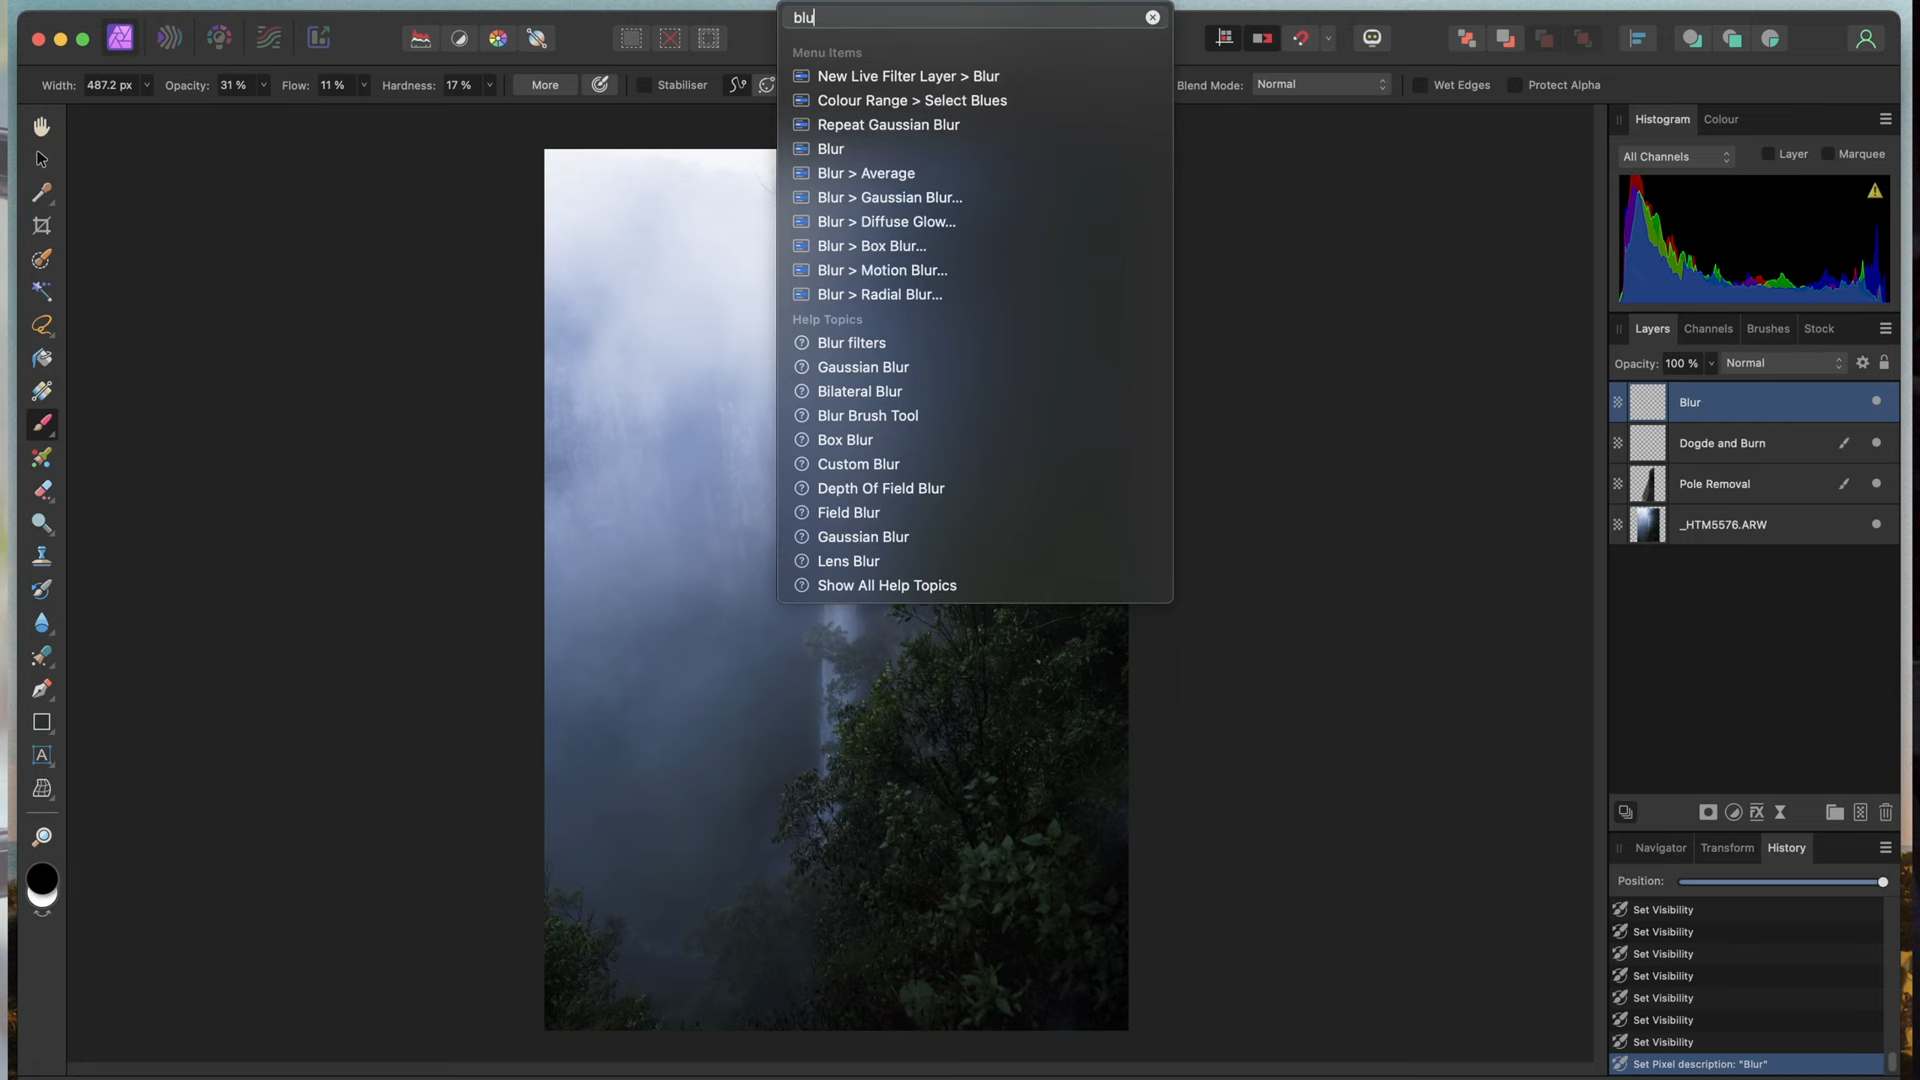 blu
Menu Items
New Live Filter Layer > Blur
Colour Range > Select Blues
Repeat Gaussian Blur
Blur
Blur > Average
Blur > Gaussian Blur...
Blur > Diffuse Glow...
Blur > Box Blur...
Blur > Motion Blur...
Blur > Radial Blur...
Help Topics
Blur filters
Gaussian Blur
Bilateral Blur
Blur Brush Tool
Box Blur
Custom Blur
Depth Of Field Blur
Field Blur
Gaussian Blur
Lens Blur
Show All Help Topics
Width: 487.2 px Opacity: 31 % Flow: 11 % Hardness: 17 % More Stabiliser Blend Mode: Normal Wet Edges Protect Alpha
Histogram Colour
All Channels Layer Marquee
Layers Channels Brushes Stock
Opacity: 100 % Normal
Blur
Dogde and Burn
Pole Removal
_HTM5576.ARW
Navigator Transform History
Position:
Set Visibility
Set Visibility
Set Visibility
Set Visibility
Set Visibility
Set Visibility
Set Visibility
Set Pixel description: "Blur"